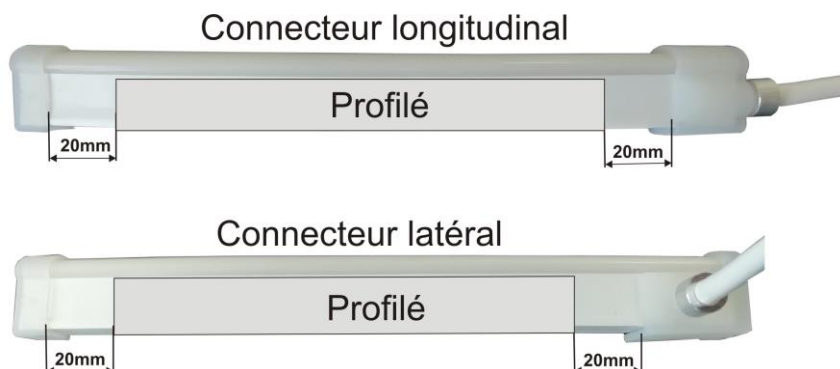 Connecteur longitudinal
Profilé
20mm
20mm
Connecteur latéral
Profilé
20mm
20mm